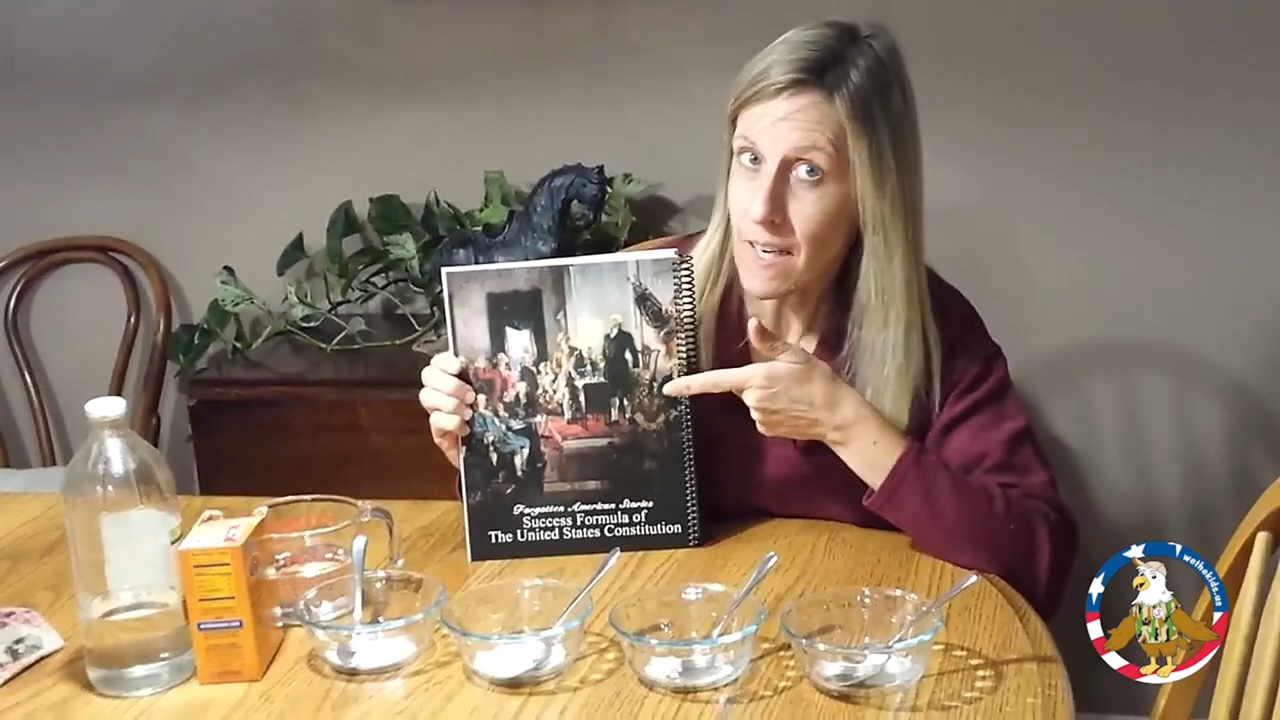 Forgotten American Stories
Success Formula of
The United States Constitution
wethekids.us